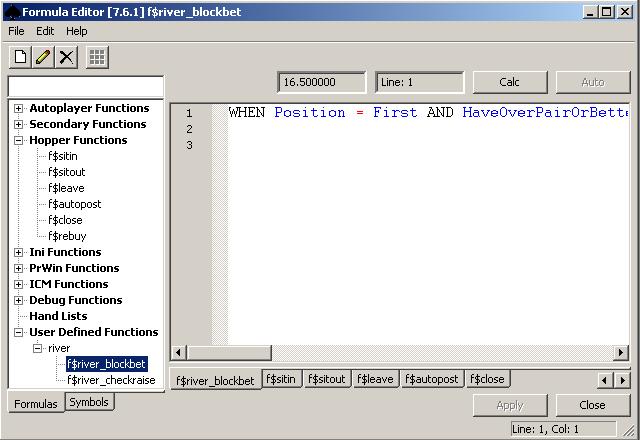 Formula Editor [7.6.1] f$river_blockbet
File Edit Help
16.500000 Line: 1 Calc Auto
Autoplayer Functions
Secondary Functions
Hopper Functions
f$sitin
f$sitout
f$leave
f$autopost
f$close
f$rebuy
Ini Functions
PrWin Functions
ICM Functions
Debug Functions
Hand Lists
User Defined Functions
river
f$river_blockbet
f$river_checkraise
Formulas Symbols
1 WHEN Position = First AND HaveOverPairOrBette
2
3
f$river_blockbet f$sitin f$sitout f$leave f$autopost f$close
Apply Close
Line: 1, Col: 1